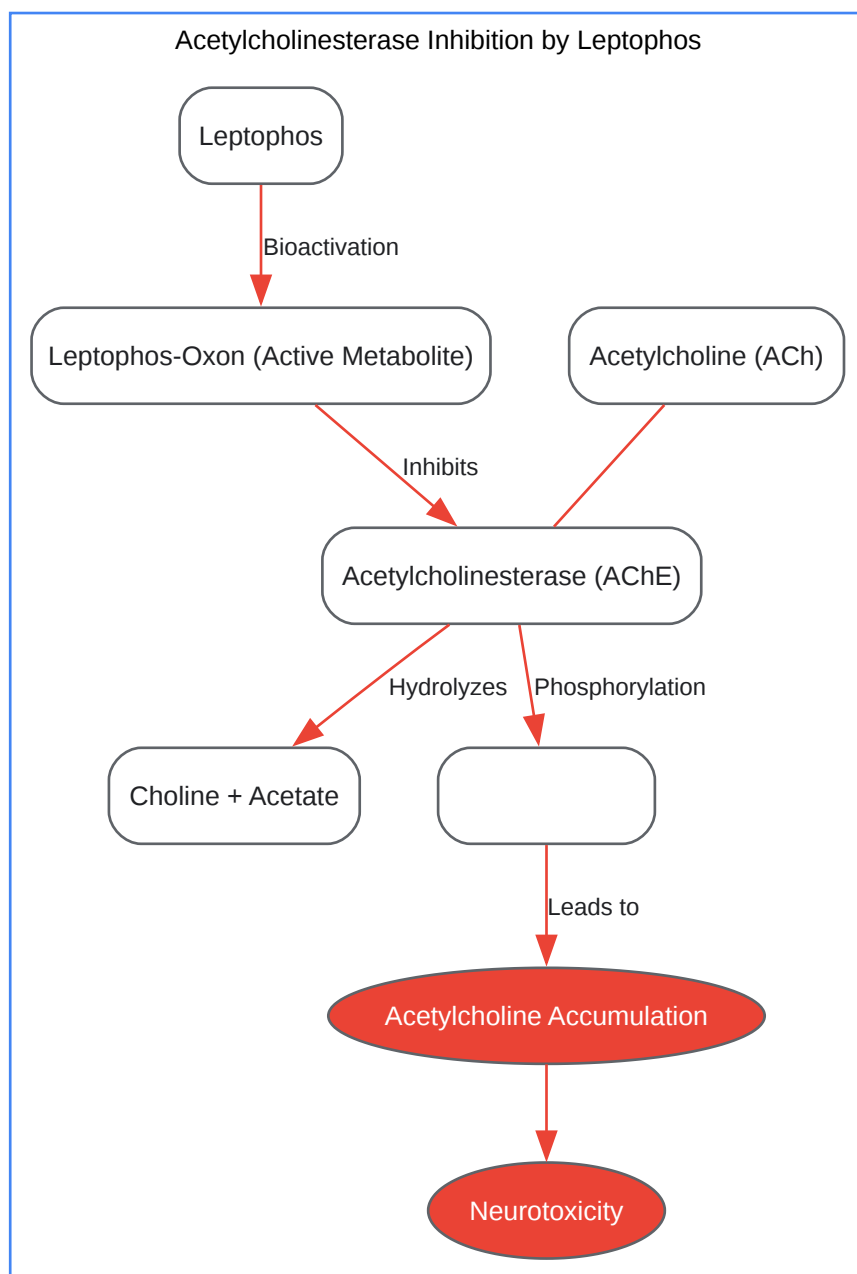 Acetylcholinesterase Inhibition by Leptophos
Leptophos
Bioactivation
Leptophos-Oxon (Active Metabolite)
Acetylcholine (ACh)
Inhibits
Acetylcholinesterase (AChE)
Hydrolyzes
Phosphorylation
Choline + Acetate
Leads to
Acetylcholine Accumulation
Neurotoxicity